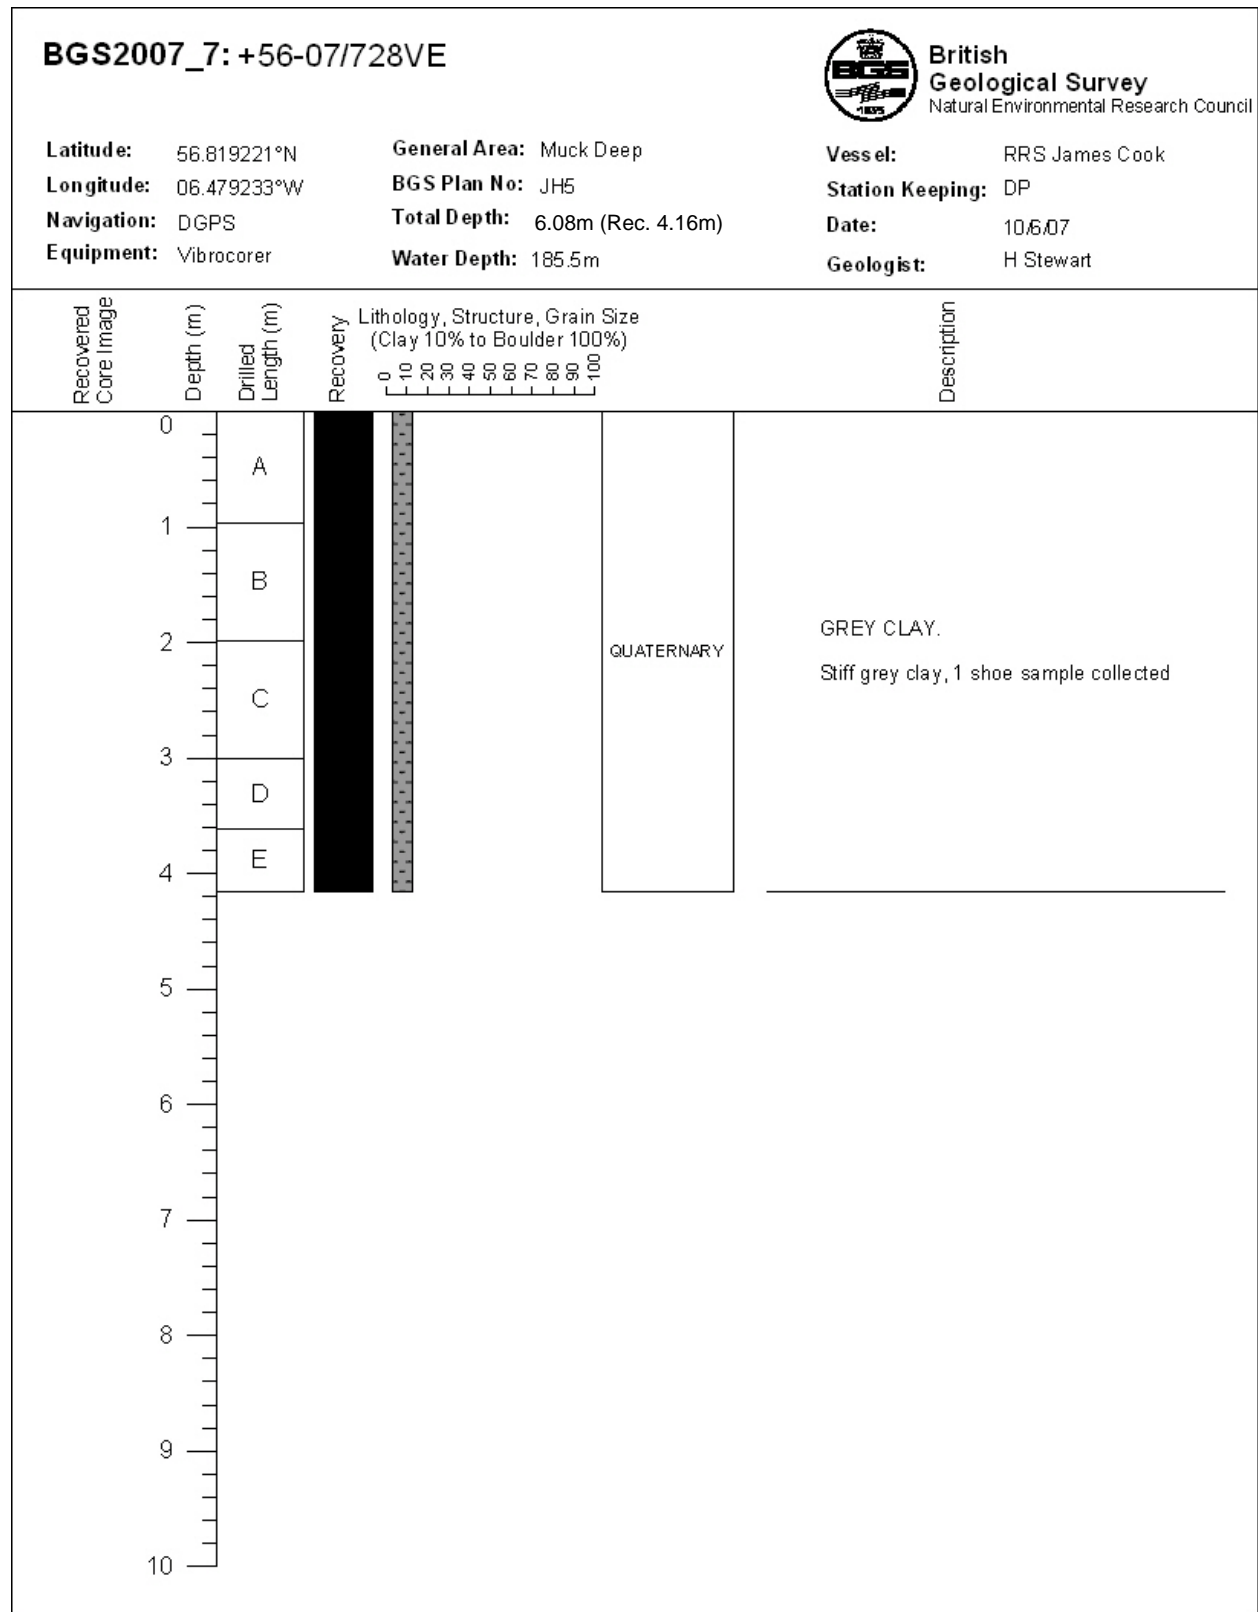 BGS2007_7: +56-07/728VE
BGS
1835
British
Geological Survey
Natural Environmental Research Council
Latitude: 56.819221°N
Longitude: 06.479233°W
Navigation: DGPS
Equipment: Vibrocorer
General Area: Muck Deep
BGS Plan No: JH5
Total Depth: 6.08m (Rec. 4.16m)
Water Depth: 185.5m
Vessel: RRS James Cook
Station Keeping: DP
Date: 10/6/07
Geologist: H Stewart
Recovered
Core Image
Depth (m)
Drilled
Length (m)
Recovery
Lithology, Structure, Grain Size
(Clay 10% to Boulder 100%)
0 10 20 30 40 50 60 70 80 90 100
Description
0
1
2
3
4
5
6
7
8
9
10
A
B
C
D
E
QUATERNARY
GREY CLAY.
Stiff grey clay, 1 shoe sample collected